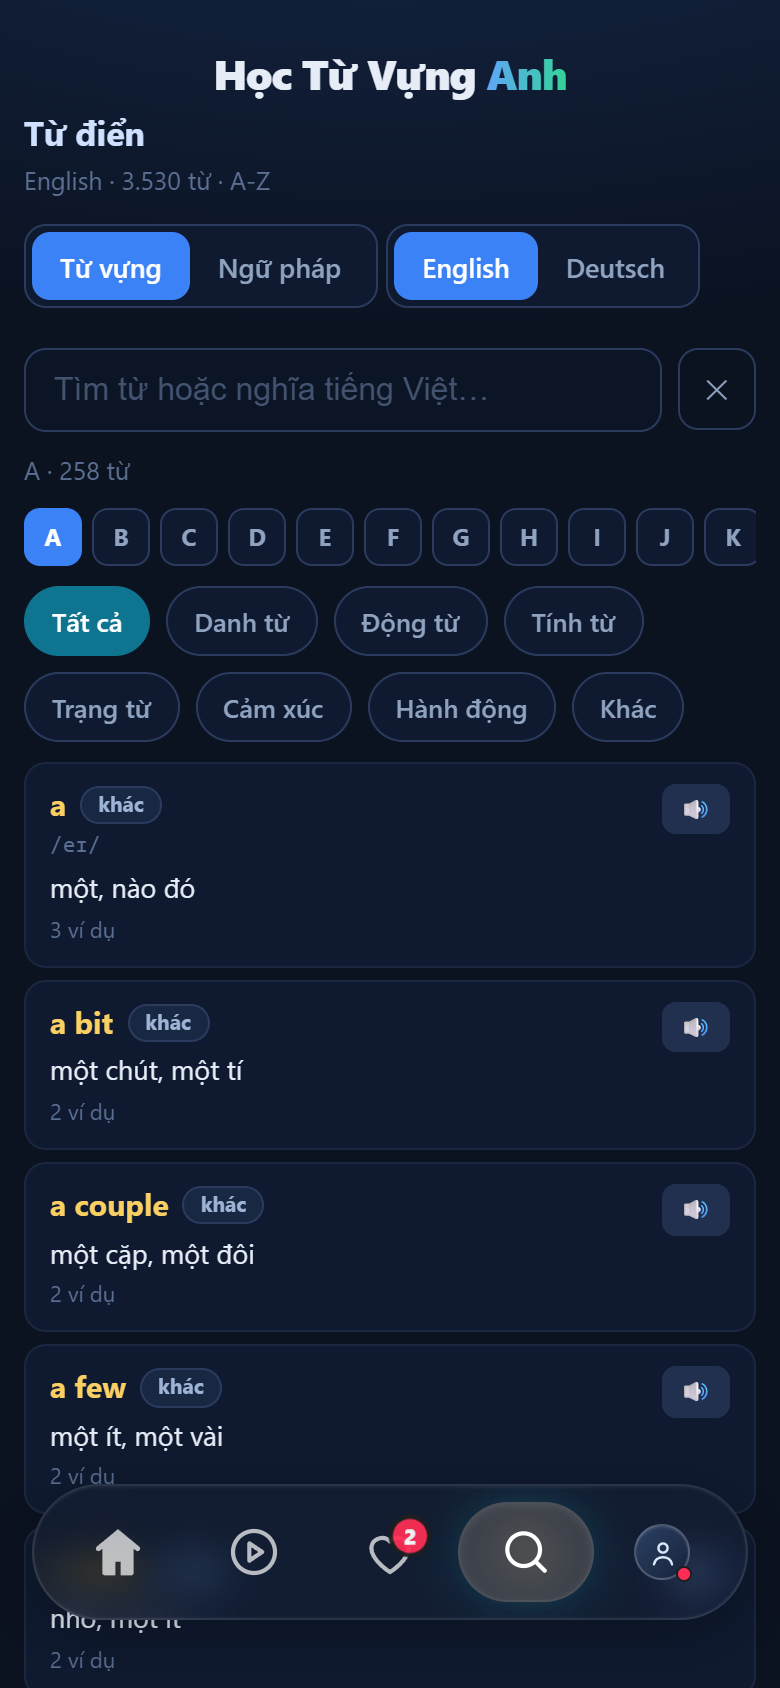 Học Từ Vựng Anh
Từ điển
English · 3.530 từ · A-Z
Từ vựng Ngữ pháp English Deutsch
Tìm từ hoặc nghĩa tiếng Việt...
A · 258 từ
A B C D E F G H I J K
Tất cả Danh từ Động từ Tính từ
Trạng từ Cảm xúc Hành động Khác
a khác
/eɪ/
một, nào đó
3 ví dụ
a bit khác
một chút, một tí
2 ví dụ
a couple khác
một cặp, một đôi
2 ví dụ
a few khác
một ít, một vài
2 ví dụ
2
nhỏ, một ít
2 ví dụ